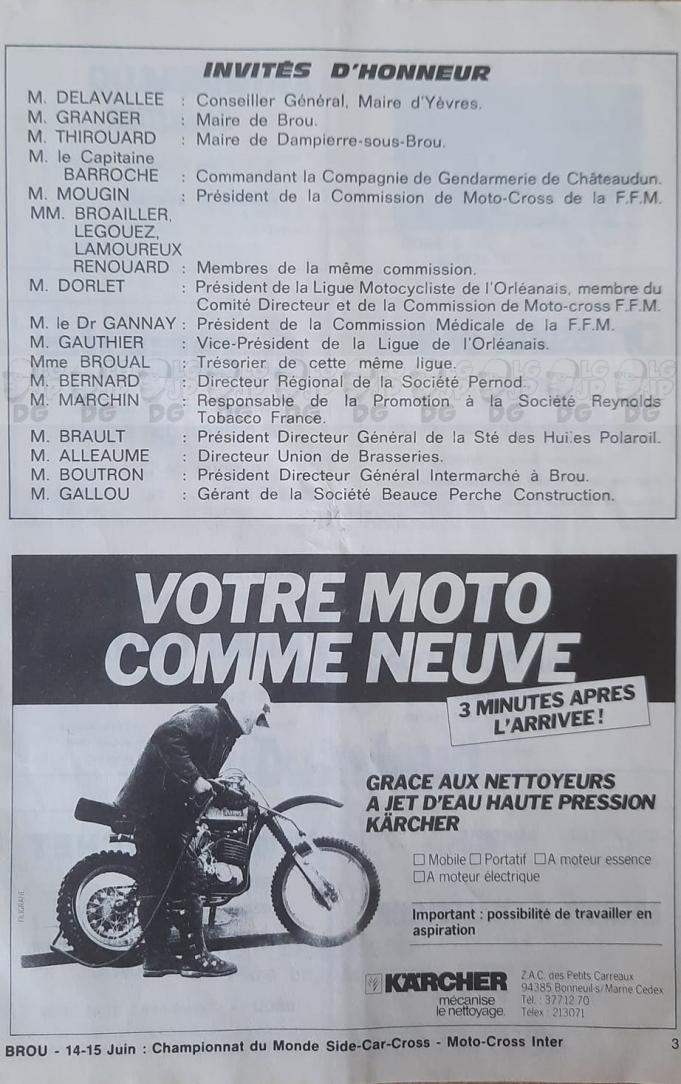 INVITÉS D'HONNEUR
M. DELAVALLEE : Conseiller Général, Maire d'Yèvres.
M. GRANGER : Maire de Brou.
M. THIROUARD : Maire de Dampierre-sous-Brou.
M. le Capitaine
BARROCHE : Commandant la Compagnie de Gendarmerie de Châteaudun.
M. MOUGIN : Président de la Commission de Moto-Cross de la F.F.M.
MM. BROAILLER,
LEGOUEZ,
LAMOUREUX
RENOUARD : Membres de la même commission.
M. DORLET : Président de la Ligue Motocycliste de l'Orléanais, membre du
Comité Directeur et de la Commission de Moto-cross F.F.M.
M. le Dr GANNAY : Président de la Commission Médicale de la F.F.M.
M. GAUTHIER : Vice-Président de la Ligue de l'Orléanais.
Mme BROUAL : Trésorier de cette même ligue.
M. BERNARD : Directeur Régional de la Société Pernod.
M. MARCHIN : Responsable de la Promotion à la Société Reynolds
Tobacco France.
M. BRAULT : Président Directeur Général de la Sté des Huiles Polaroil.
M. ALLEAUME : Directeur Union de Brasseries.
M. BOUTRON : Président Directeur Général Intermarché à Brou.
M. GALLOU : Gérant de la Société Beauce Perche Construction.
VOTRE MOTO
COMME NEUVE
3 MINUTES APRES
L'ARRIVEE !
GRACE AUX NETTOYEURS
A JET D'EAU HAUTE PRESSION
KÄRCHER
☐ Mobile ☐ Portatif ☐ A moteur essence
☐ A moteur électrique
Important : possibilité de travailler en
aspiration
FILIGRANE
KÄRCHER
mécanise
le nettoyage.
Z.A.C. des Petits Carreaux
94385 Bonneuil-s/Marne Cedex
Tél. : 377.12.70
Télex : 213071
BROU - 14-15 Juin : Championnat du Monde Side-Car-Cross - Moto-Cross Inter 3